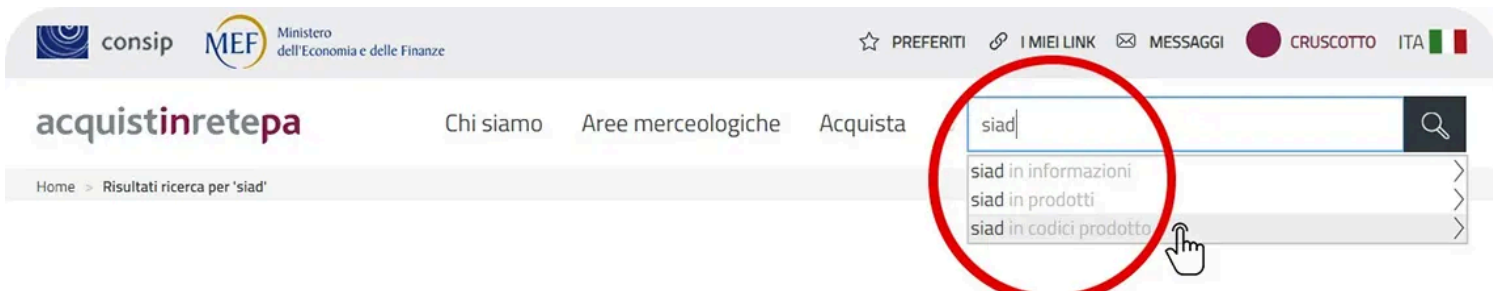 consip
MEF
Ministero
dell'Economia e delle Finanze
PREFERITI
I MIEI LINK
MESSAGGI
CRUSCOTTO
ITA
acquistinretepa
Chi siamo
Aree merceologiche
Acquista
siad
Home > Risultati ricerca per 'siad'
siad in informazioni
siad in prodotti
siad in codici prodotto